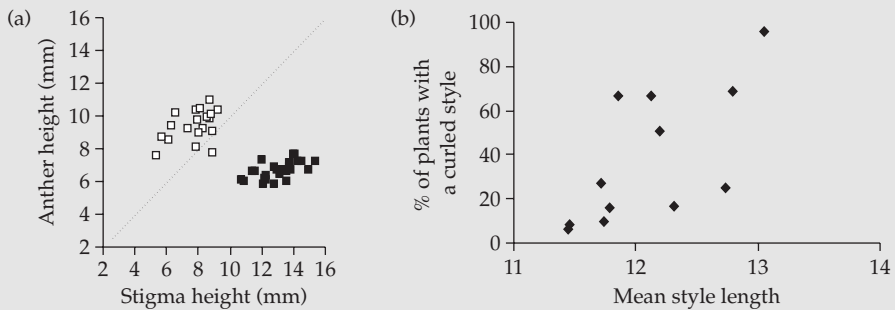 (a)
16
14
12
10
8
6
4
2
Anther height (mm)
2 4 6 8 10 12 14 16
Stigma height (mm)
(b)
100
80
60
40
20
0
% of plants with
a curled style
11 12 13 14
Mean style length